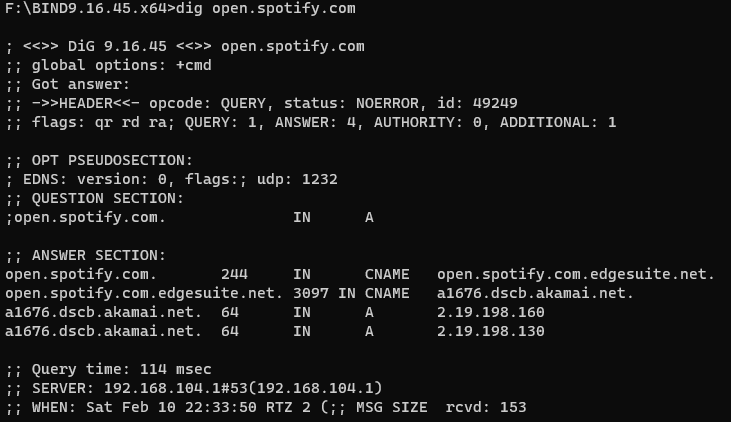 F:\BIND9.16.45.x64>dig open.spotify.com
; <<>> DiG 9.16.45 <<>> open.spotify.com
;; global options: +cmd
;; Got answer:
;; ->>HEADER<<- opcode: QUERY, status: NOERROR, id: 49249
;; flags: qr rd ra; QUERY: 1, ANSWER: 4, AUTHORITY: 0, ADDITIONAL: 1
;; OPT PSEUDOSECTION:
; EDNS: version: 0, flags:; udp: 1232
;; QUESTION SECTION:
;open.spotify.com. IN A
;; ANSWER SECTION:
open.spotify.com. 244 IN CNAME open.spotify.com.edgesuite.net.
open.spotify.com.edgesuite.net. 3097 IN CNAME a1676.dscb.akamai.net.
a1676.dscb.akamai.net. 64 IN A 2.19.198.160
a1676.dscb.akamai.net. 64 IN A 2.19.198.130
;; Query time: 114 msec
;; SERVER: 192.168.104.1#53(192.168.104.1)
;; WHEN: Sat Feb 10 22:33:50 RTZ 2 (;; MSG SIZE rcvd: 153